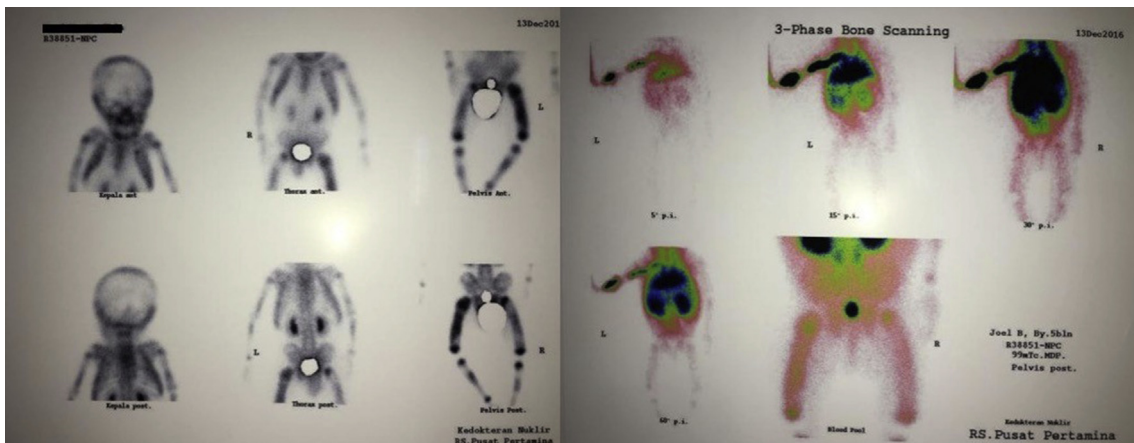 13Dec201
R38851-NPC
L
R
Kepala ant
Thorax ant.
Pelvis Ant.
L
R
Kepala post.
Thorax post.
Pelvis Post.
Kedokteran Nuklir
RS.Pusat Pertamina
3-Phase Bone Scanning
13Dec2016
L
L
R
5" p.i.
15" p.i.
30" p.i.
L
R
Joel B, By.5bln
R38851-NPC
99mTc.MDP.
Pelvis post.
60" p.i.
Blood Pool
Kedokteran Nuklir
RS.Pusat Pertamina